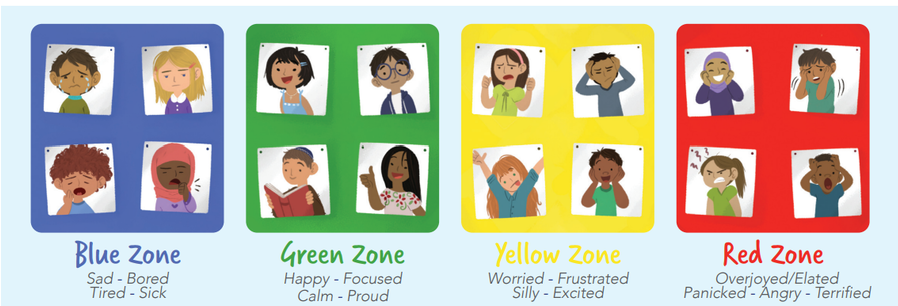 Blue Zone
Sad - Bored
Tired - Sick
Green Zone
Happy - Focused
Calm - Proud
Yellow Zone
Worried - Frustrated
Silly - Excited
Red Zone
Overjoyed/Elated
Panicked - Angry - Terrified